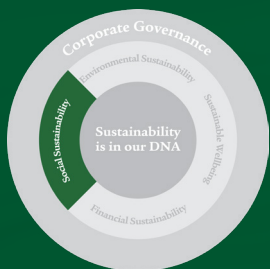 Corporate Governance
Environmental Sustainability
Social Sustainability
Sustainability
is in our DNA
Sustainable Wellbeing
Financial Sustainability